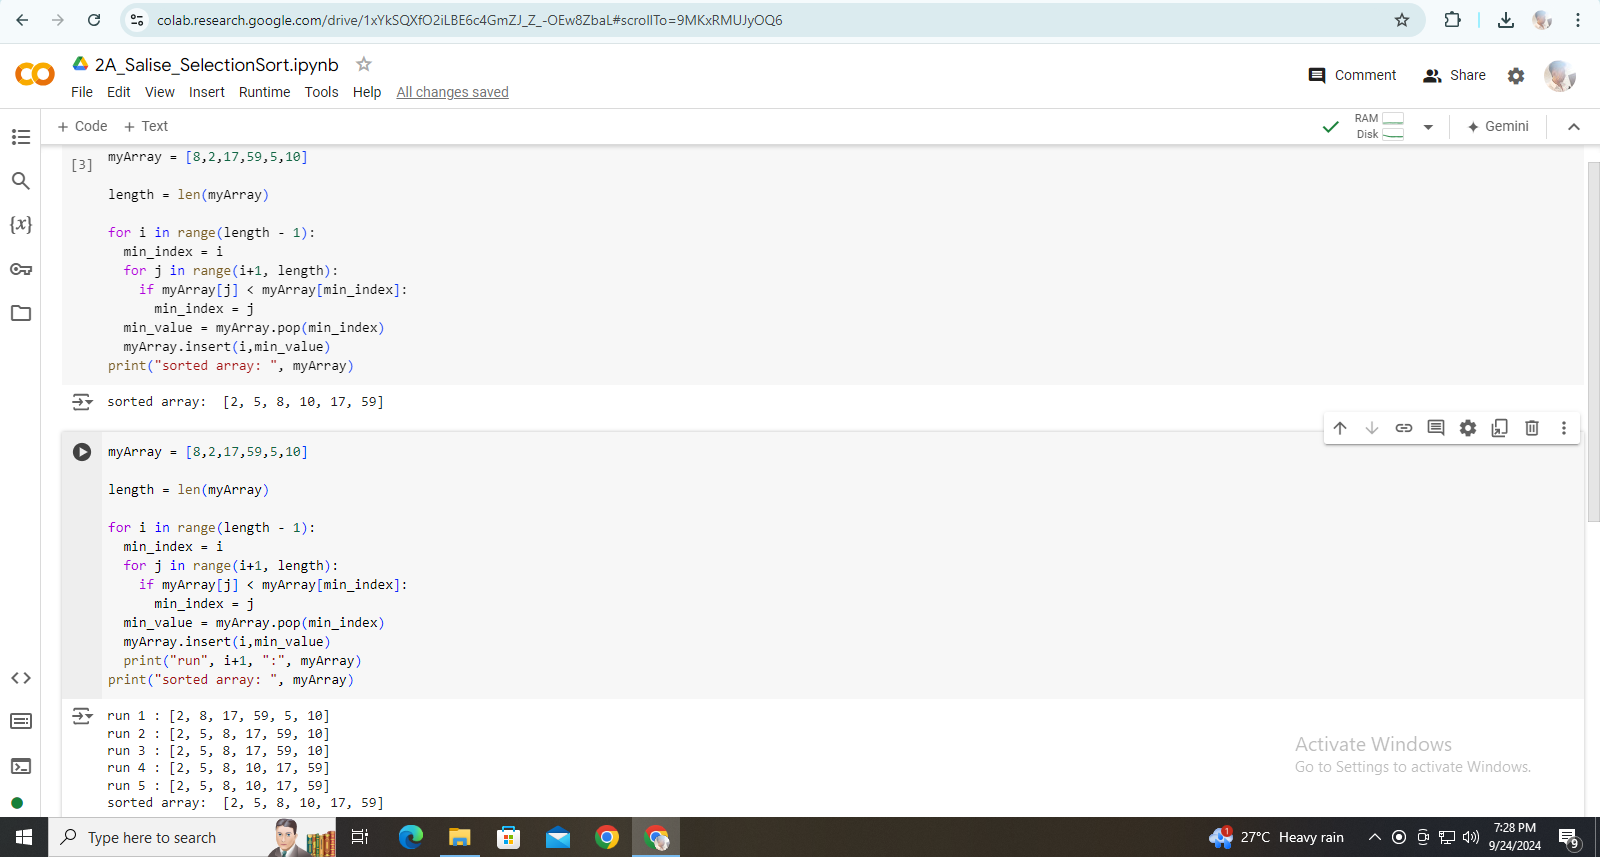 colab.research.google.com/drive/1xYkSQXfO2iLBE6c4GmZJ_Z_-OEw8ZbaL#scrollTo=9MKxRMUJyOQ6
2A_Salise_SelectionSort.ipynb
File Edit View Insert Runtime Tools Help All changes saved
Comment Share
+ Code + Text
RAM
Disk
Gemini
[3]
myArray = [8,2,17,59,5,10]
length = len(myArray)
for i in range(length - 1):
  min_index = i
  for j in range(i+1, length):
    if myArray[j] < myArray[min_index]:
      min_index = j
  min_value = myArray.pop(min_index)
  myArray.insert(i,min_value)
print("sorted array: ", myArray)
sorted array:  [2, 5, 8, 10, 17, 59]
myArray = [8,2,17,59,5,10]
length = len(myArray)
for i in range(length - 1):
  min_index = i
  for j in range(i+1, length):
    if myArray[j] < myArray[min_index]:
      min_index = j
  min_value = myArray.pop(min_index)
  myArray.insert(i,min_value)
  print("run", i+1, ":", myArray)
print("sorted array: ", myArray)
run 1 : [2, 8, 17, 59, 5, 10]
run 2 : [2, 5, 8, 17, 59, 10]
run 3 : [2, 5, 8, 17, 59, 10]
run 4 : [2, 5, 8, 10, 17, 59]
run 5 : [2, 5, 8, 10, 17, 59]
sorted array:  [2, 5, 8, 10, 17, 59]
Activate Windows
Go to Settings to activate Windows.
Type here to search
1
27°C Heavy rain
7:28 PM
9/24/2024
9